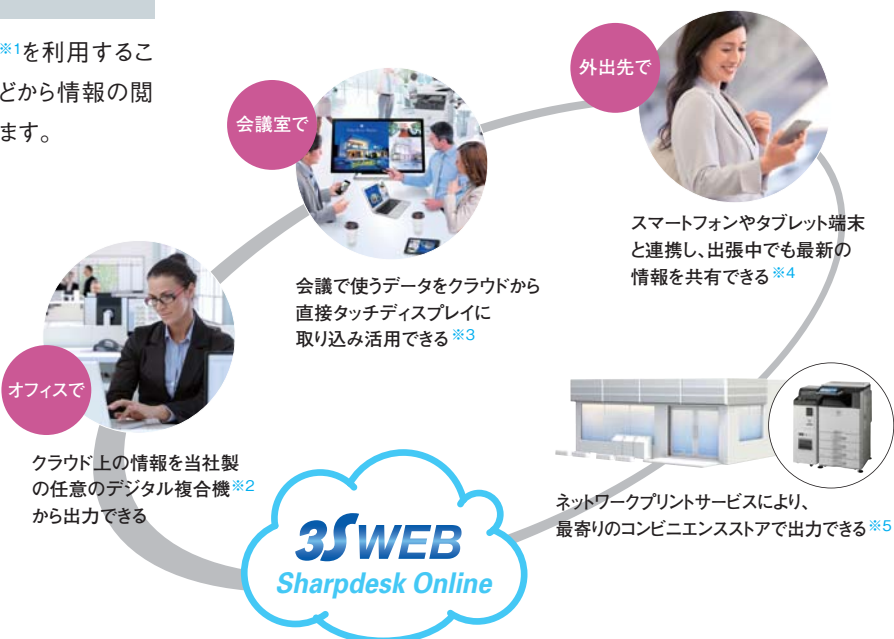 ※1を利用するこ
どから情報の閲
ます。
外出先で
会議室で
スマートフォンやタブレット端末
と連携し、出張中でも最新の
情報を共有できる※4
会議で使うデータをクラウドから
直接タッチディスプレイに
取り込み活用できる※3
オフィスで
クラウド上の情報を当社製
の任意のデジタル複合機※2
から出力できる
ネットワークプリントサービスにより、
最寄りのコンビニエンスストアで出力できる※5
3S WEB
Sharpdesk Online